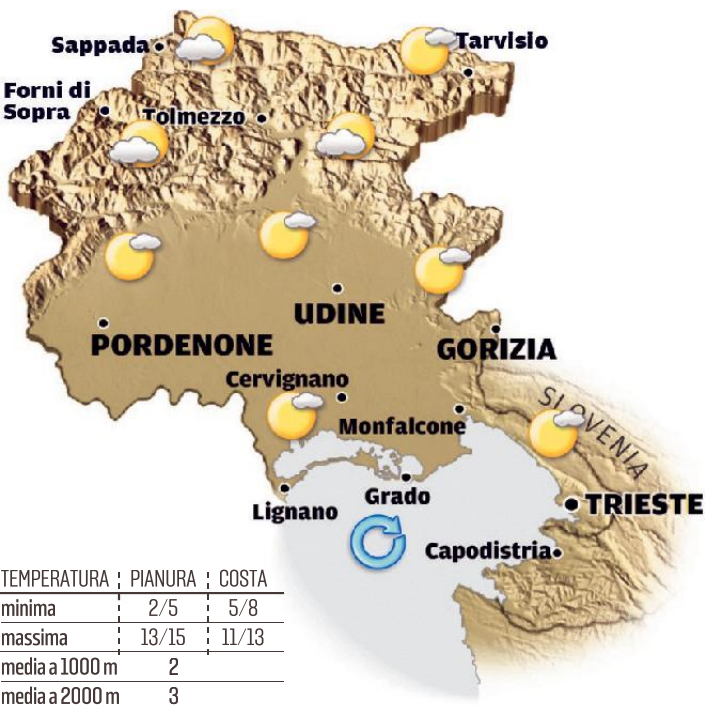 Sappada
Tarvisio
Forni di
Sopra
Tolmezzo
UDINE
PORDENONE
GORIZIA
Cervignano
SLOVENIA
Monfalcone
Grado
Lignano
TRIESTE
Capodistria
TEMPERATURA PIANURA COSTA
minima 2/5 5/8
massima 13/15 11/13
media a 1000 m 2
media a 2000 m 3